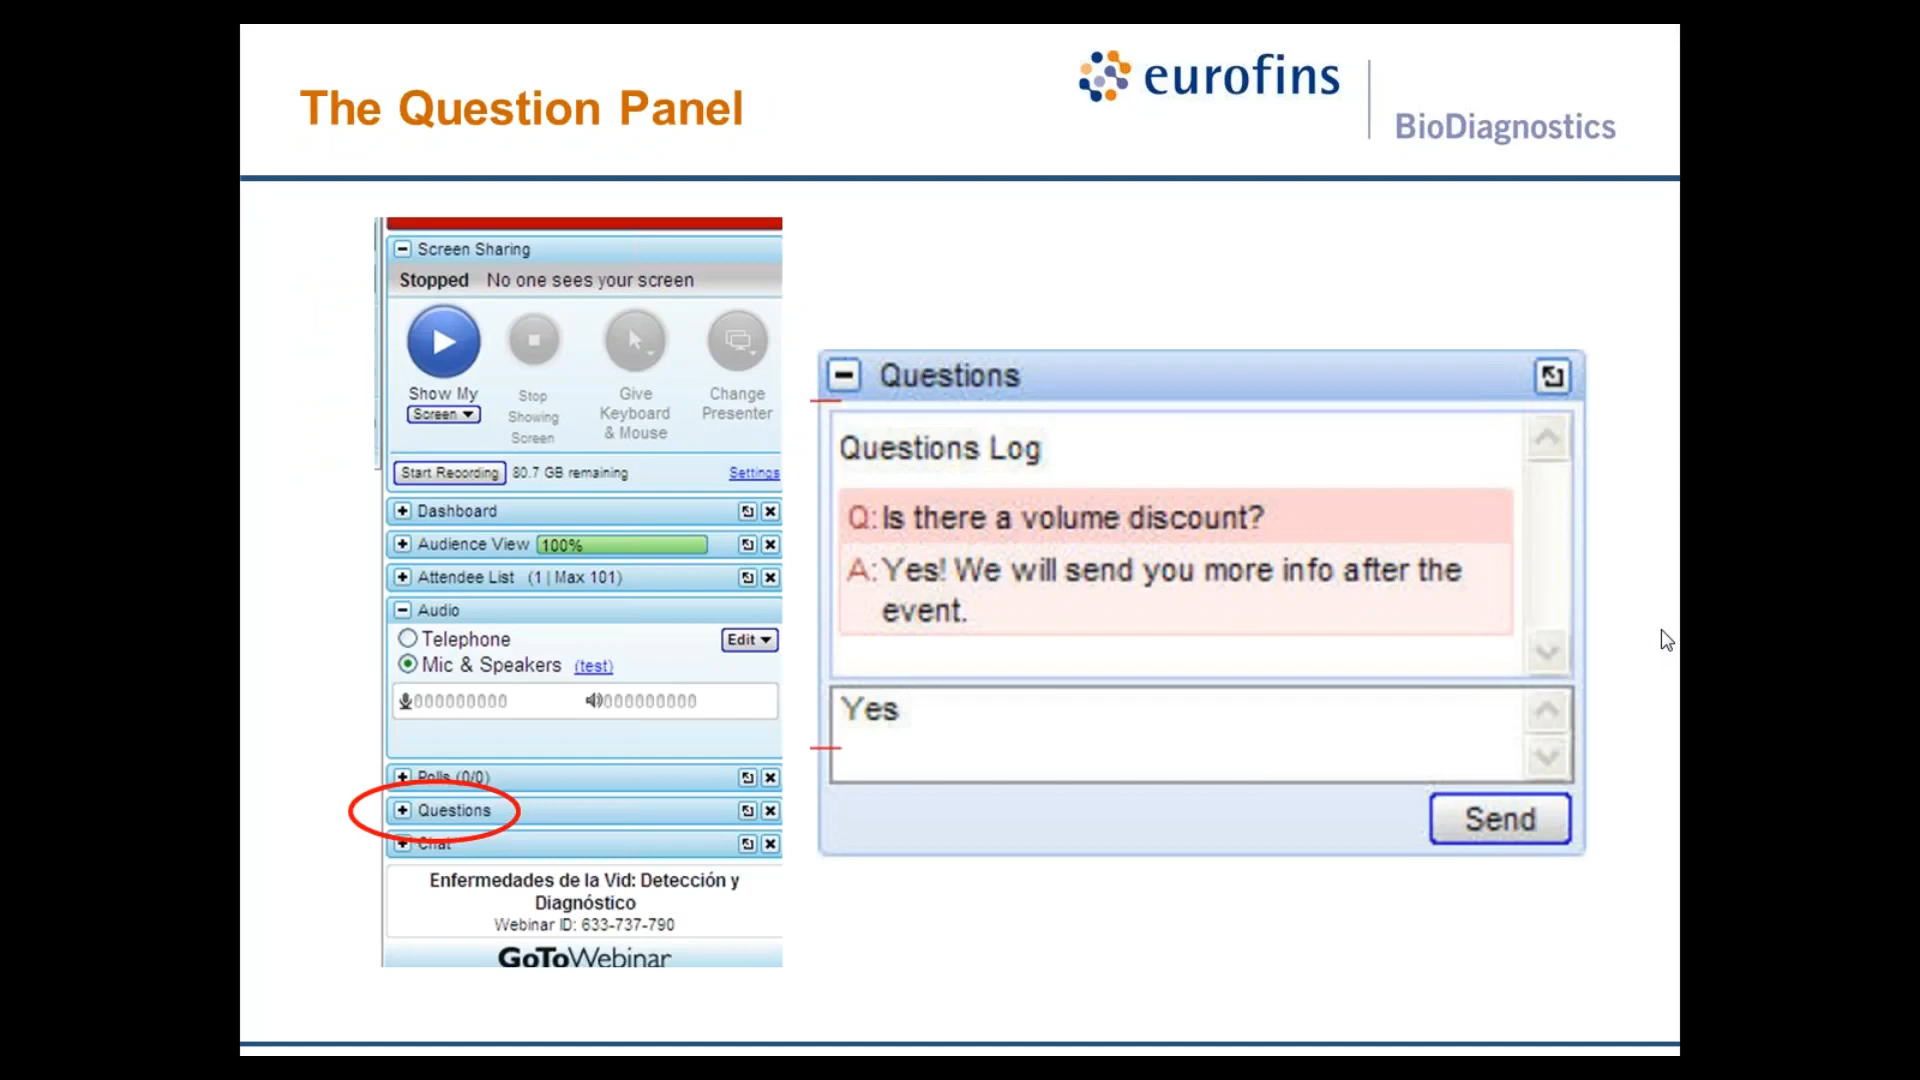 The Question Panel
eurofins
BioDiagnostics
Screen Sharing
Stopped No one sees your screen
Show My
Screen
Stop
Showing
Screen
Give
Keyboard
& Mouse
Change
Presenter
Start Recording 80.7 GB remaining Settings
Dashboard
Audience View 100%
Attendee List (1 | Max 101)
Audio
Telephone Edit
Mic & Speakers (test)
000000000 000000000
Polls (0/0)
Questions
Chat
Enfermedades de la Vid: Detección y
Diagnóstico
Webinar ID: 633-737-790
GoToWebinar
Questions
Questions Log
Q: Is there a volume discount?
A: Yes! We will send you more info after the
event.
Yes
Send